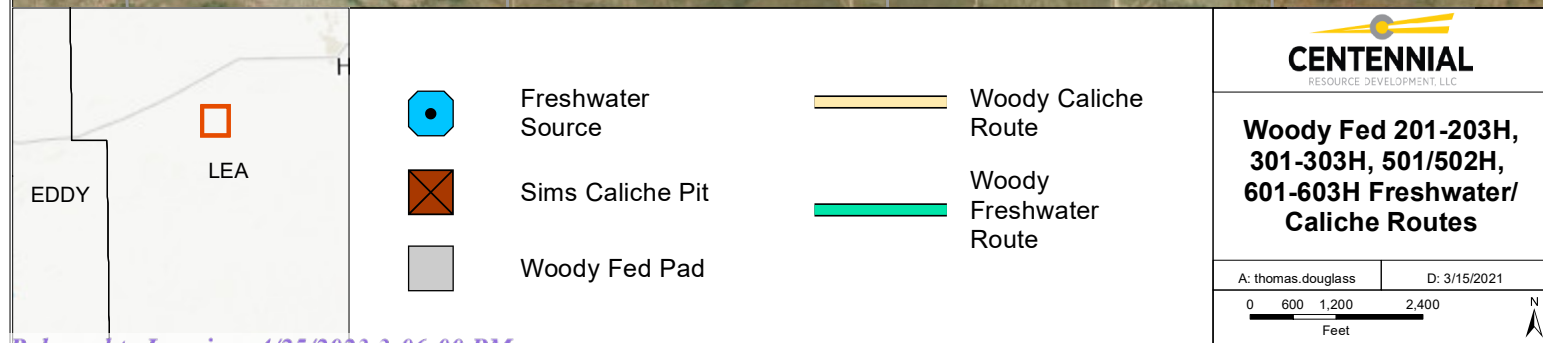 H
LEA
EDDY
Freshwater
Source
Sims Caliche Pit
Woody Fed Pad
Woody Caliche
Route
Woody
Freshwater
Route
CENTENNIAL
RESOURCE DEVELOPMENT, LLC
Woody Fed 201-203H,
301-303H, 501/502H,
601-603H Freshwater/
Caliche Routes
A: thomas.douglass
D: 3/15/2021
0 600 1,200 2,400
Feet
N